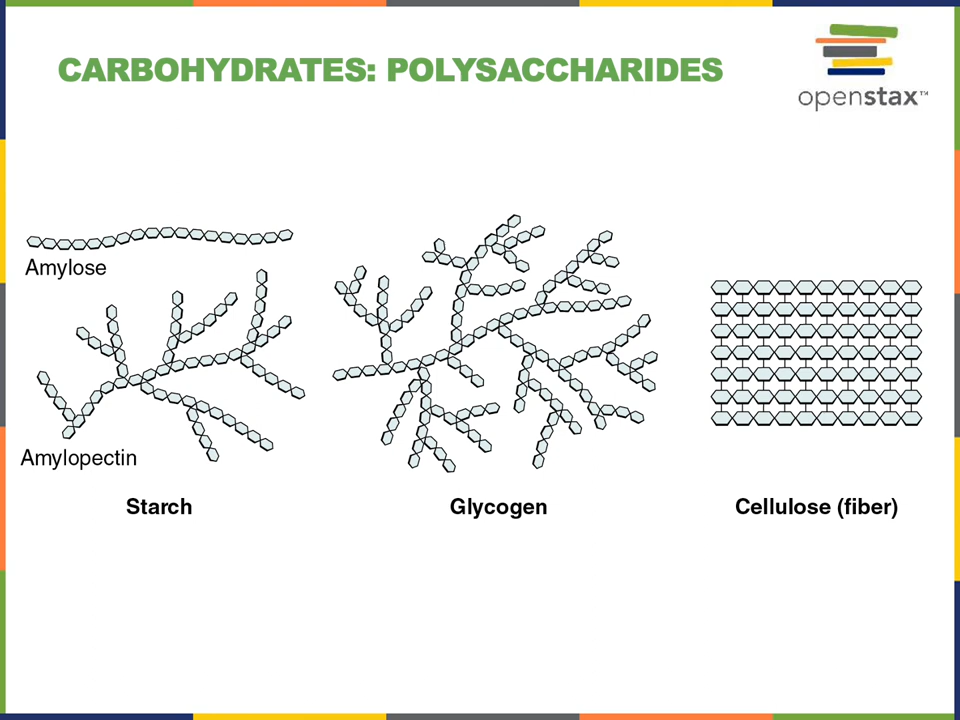 CARBOHYDRATES: POLYSACCHARIDES
openstax™
Amylose
Amylopectin
Starch
Glycogen
Cellulose (fiber)